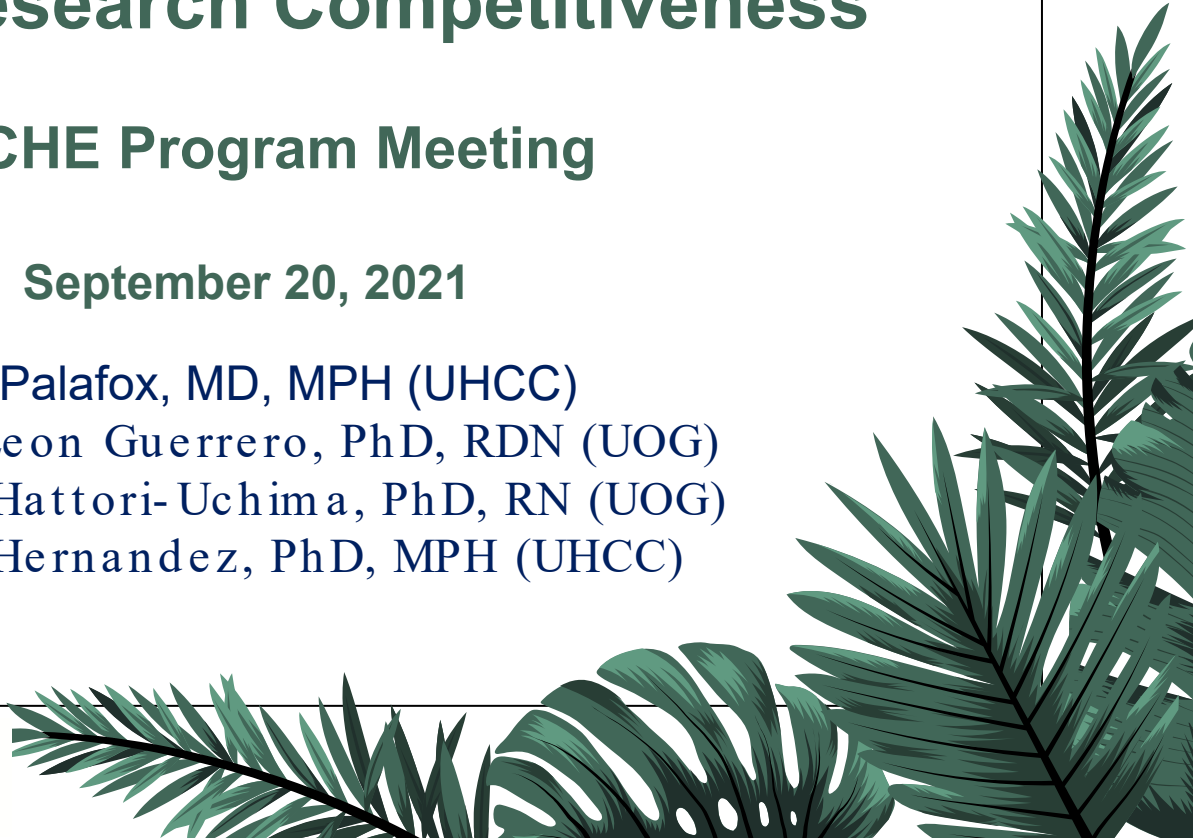 esearch Competitiveness
CHE Program Meeting
September 20, 2021
Palafox, MD, MPH (UHCC)
eon Guerrero, PhD, RDN (UOG)
Hattori-Uchima, PhD, RN (UOG)
Hernandez, PhD, MPH (UHCC)